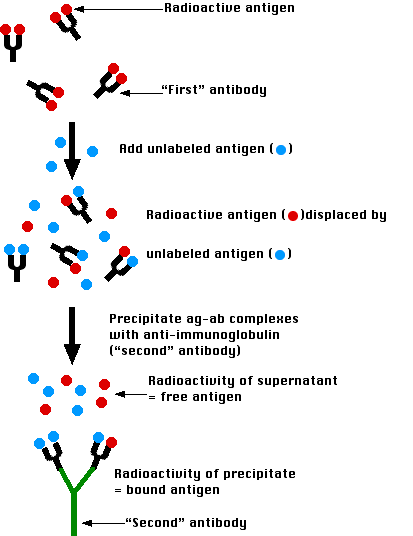 Radioactive antigen
“First” antibody
Add unlabeled antigen ( )
Radioactive antigen ( )displaced by
unlabeled antigen ( )
Precipitate ag-ab complexes
with anti-immunoglobulin
(“second” antibody)
Radioactivity of supernatant
= free antigen
Radioactivity of precipitate
= bound antigen
“Second” antibody